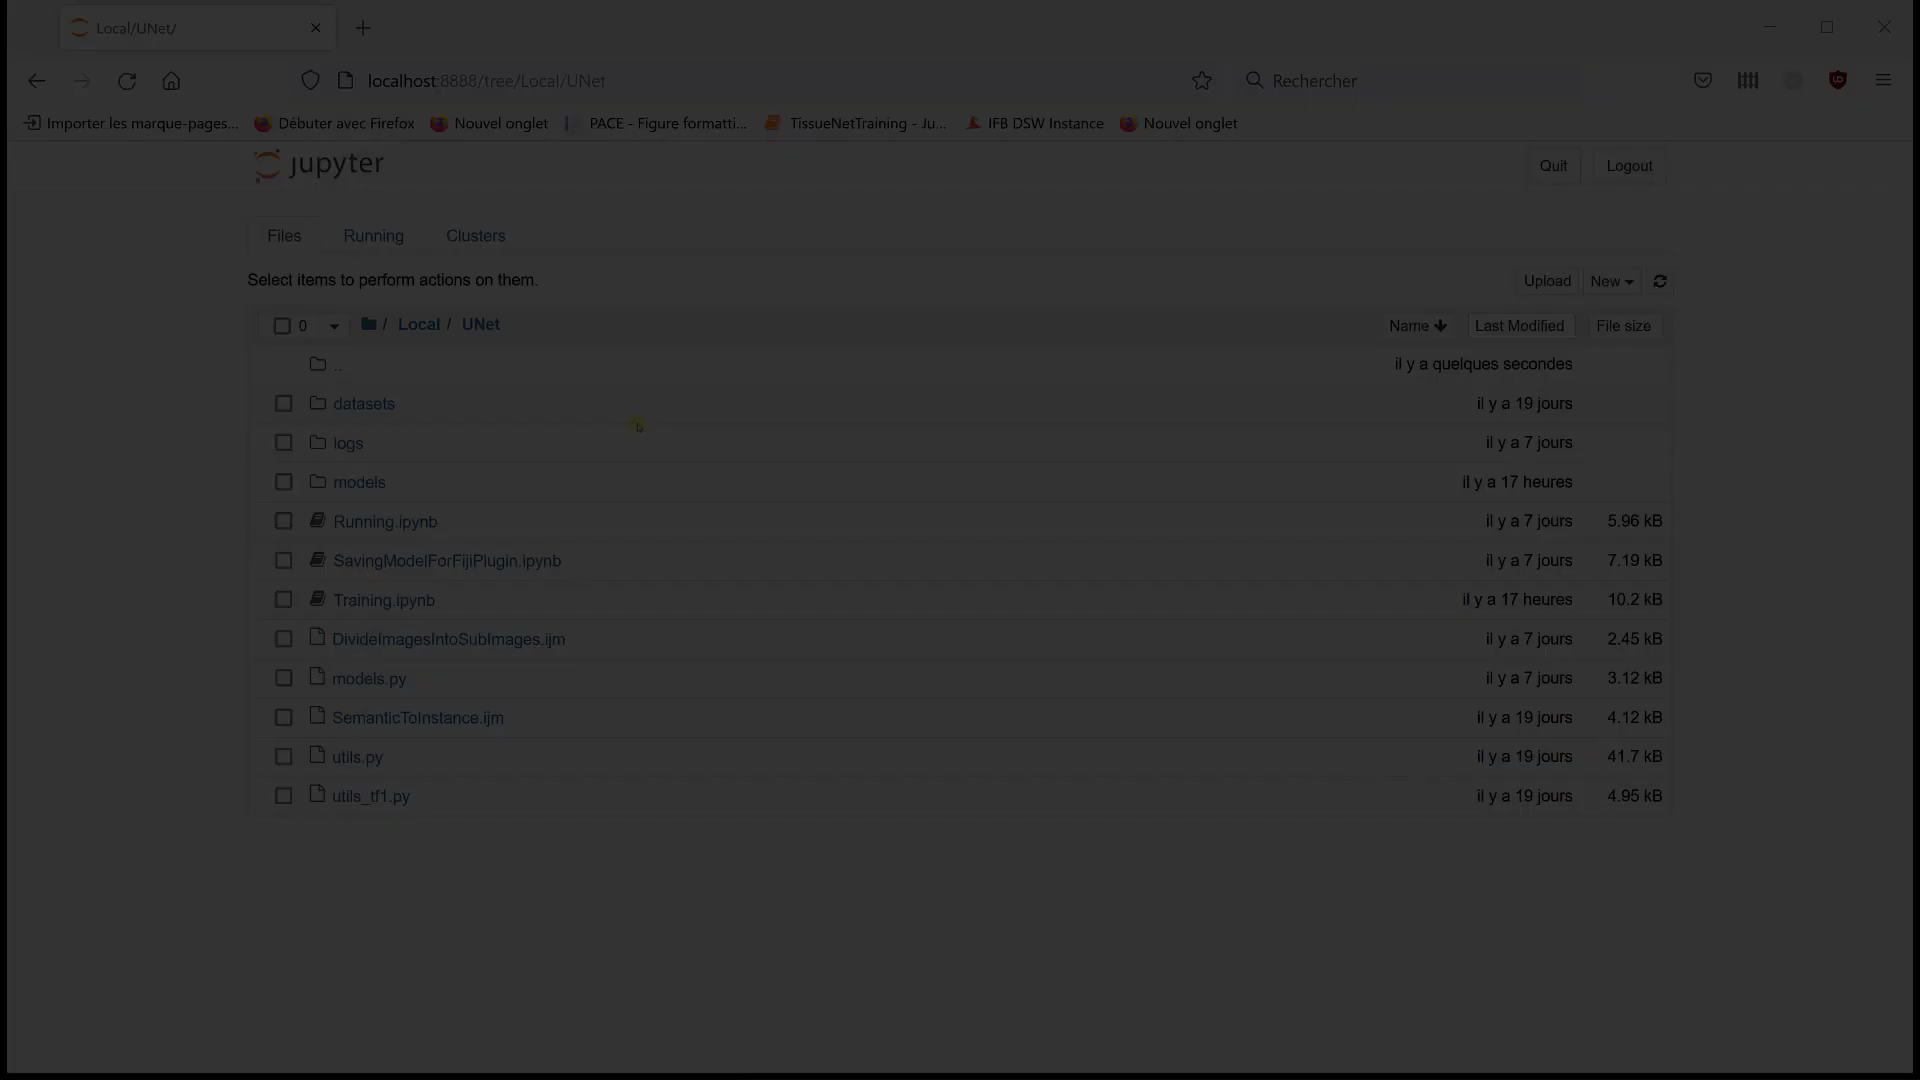 Local/UNet/
localhost:8888/tree/Local/UNet
Rechercher
Importer les marque-pages... Débuter avec Firefox Nouvel onglet PACE - Figure formatti... TissueNetTraining - Ju... IFB DSW Instance Nouvel onglet
jupyter Quit Logout
Files Running Clusters
Select items to perform actions on them. Upload New
0 / Local / UNet Name Last Modified File size
.. il y a quelques secondes
datasets il y a 19 jours
logs il y a 7 jours
models il y a 17 heures
Running.ipynb il y a 7 jours 5.96 kB
SavingModelForFijiPlugin.ipynb il y a 7 jours 7.19 kB
Training.ipynb il y a 17 heures 10.2 kB
DivideImagesIntoSubImages.ijm il y a 7 jours 2.45 kB
models.py il y a 7 jours 3.12 kB
SemanticToInstance.ijm il y a 19 jours 4.12 kB
utils.py il y a 19 jours 41.7 kB
utils_tf1.py il y a 19 jours 4.95 kB